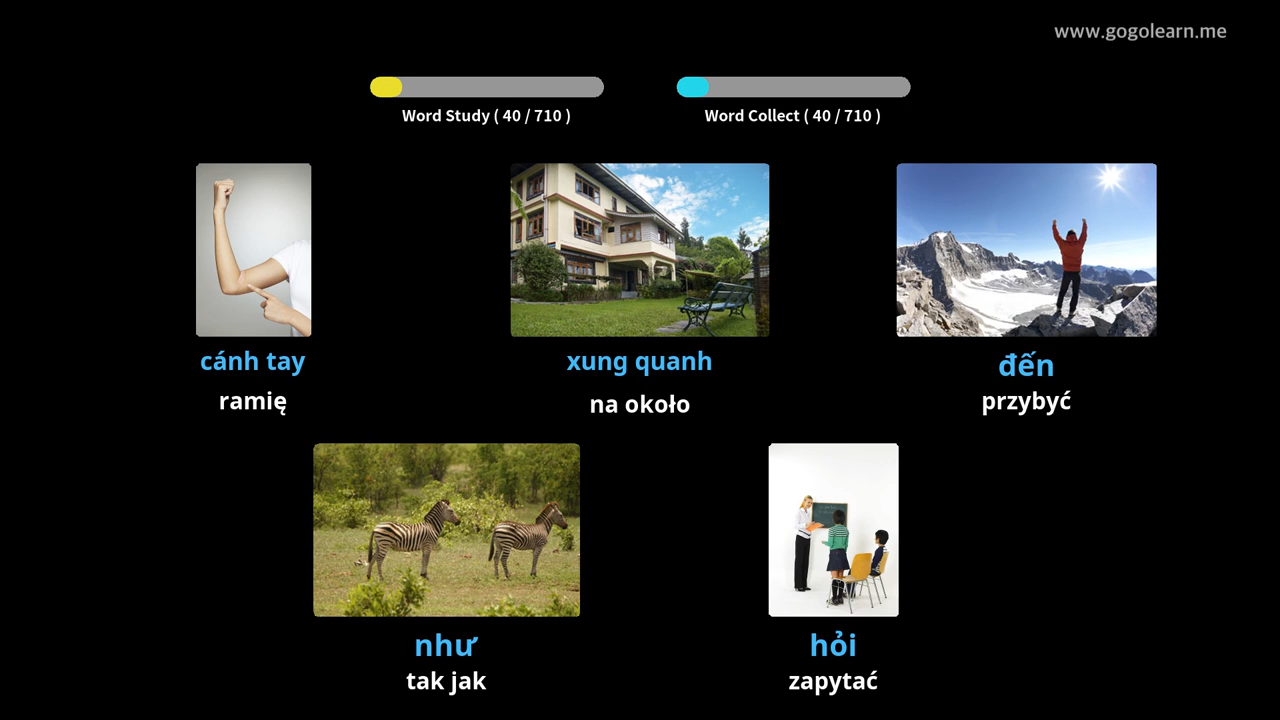 www.gogolearn.me
Word Study ( 40 / 710 )
Word Collect ( 40 / 710 )
cánh tay
ramię
xung quanh
na około
đến
przybyć
như
tak jak
hỏi
zapytać